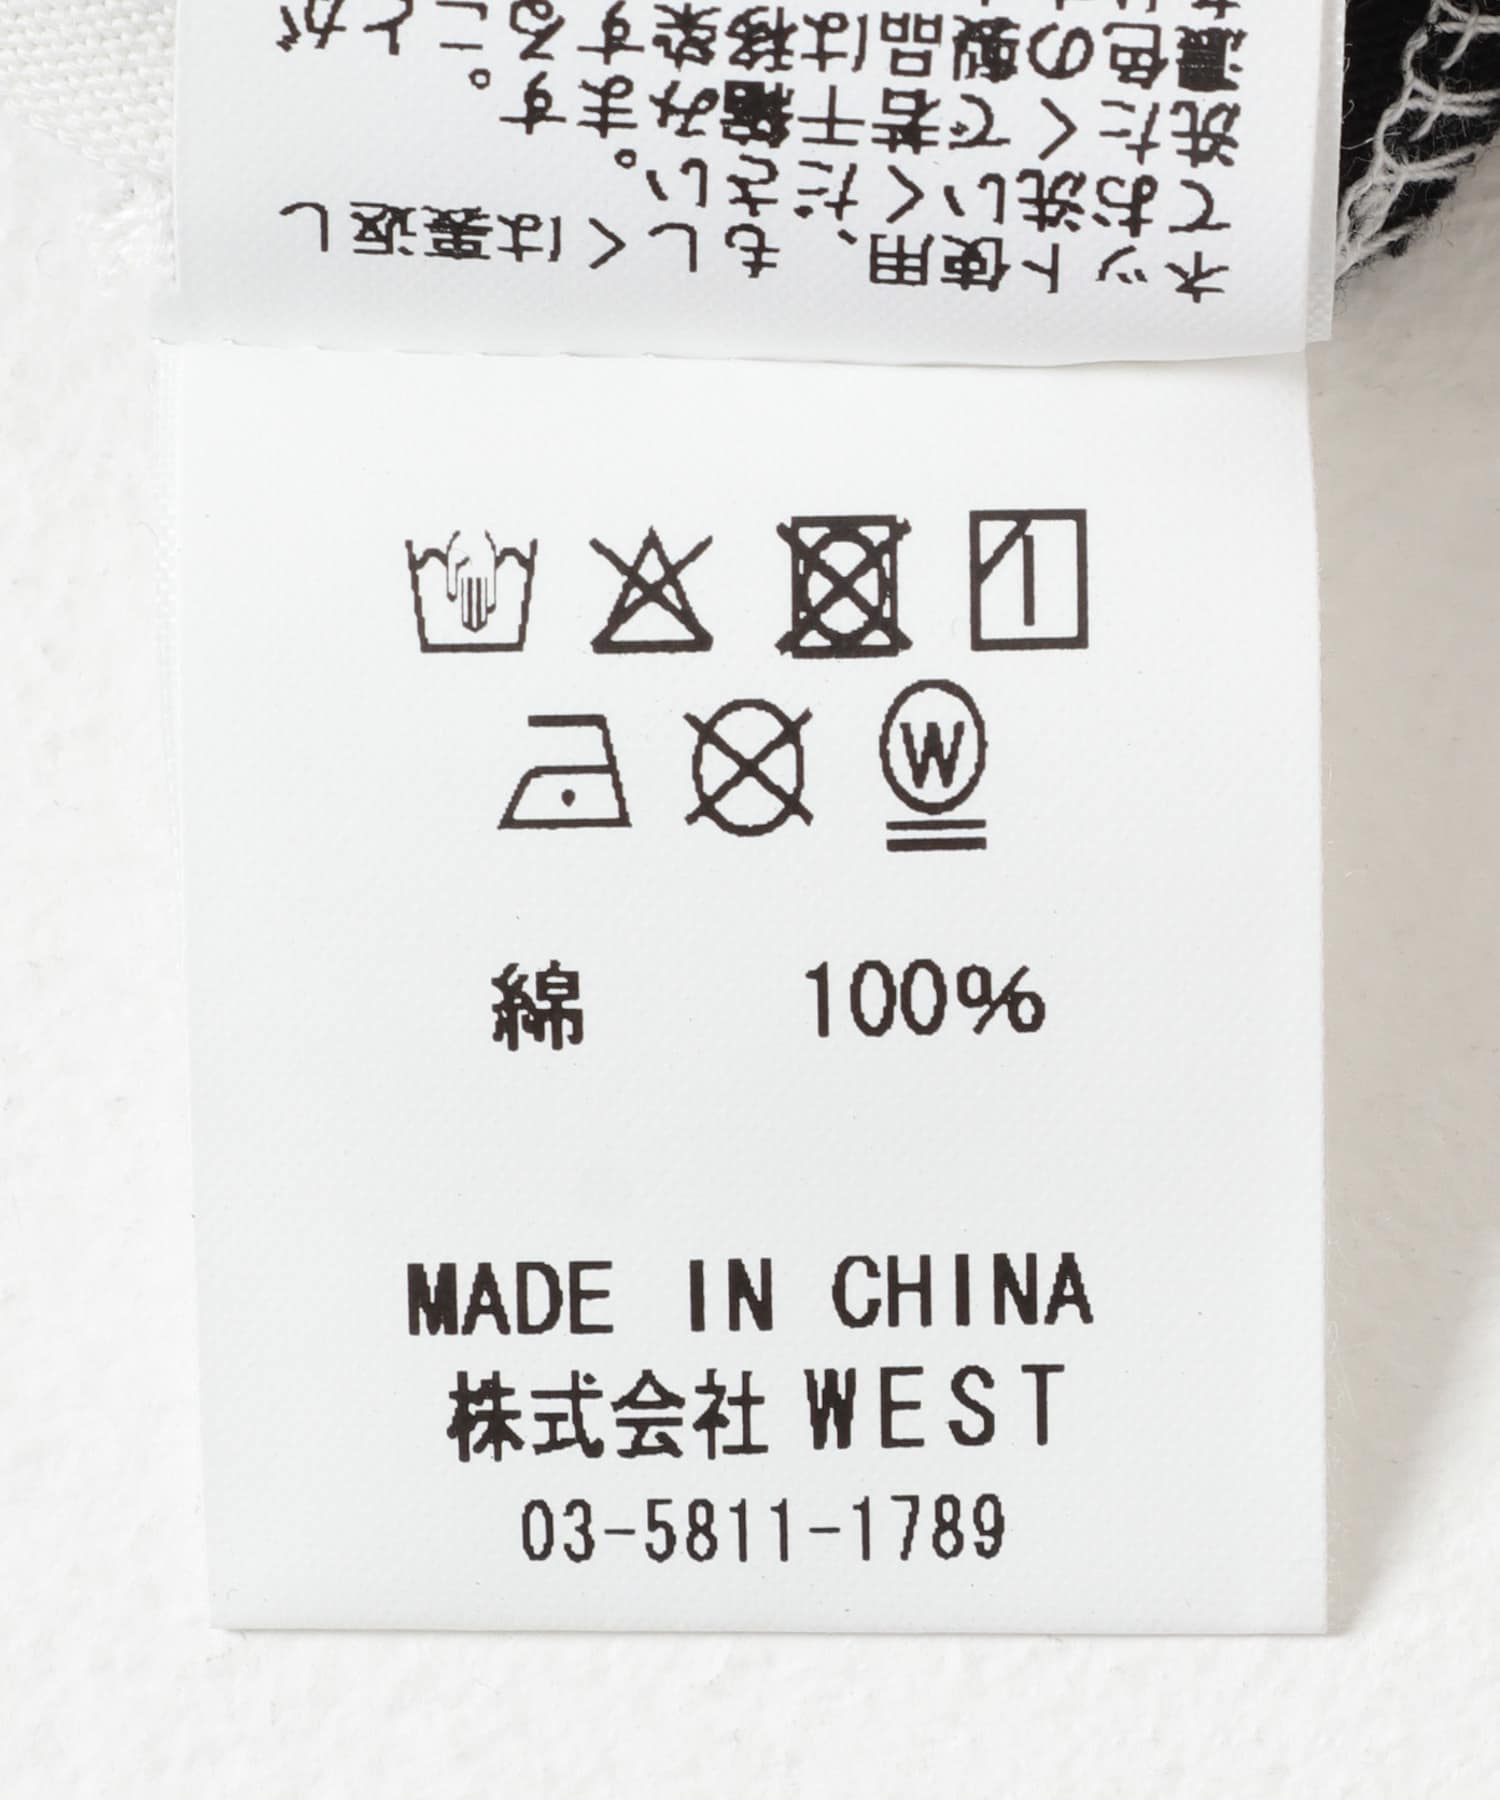 ネット使用、もしくは裏返し
てお洗いください。
洗たくで若干縮みます。
濃色の製品は移染することが
W
綿 100%
MADE IN CHINA
株式会社 WEST
03-5811-1789